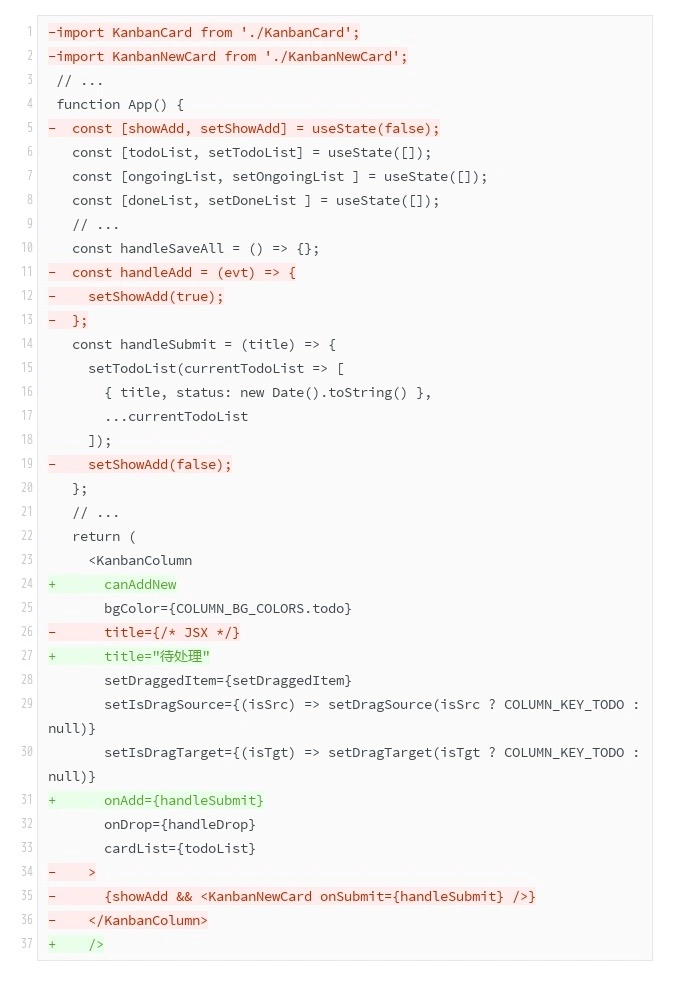 1 -import KanbanCard from './KanbanCard';
2 -import KanbanNewCard from './KanbanNewCard';
3  // ...
4  function App() {
5 -  const [showAdd, setShowAdd] = useState(false);
6    const [todoList, setTodoList] = useState([]);
7    const [ongoingList, setOngoingList ] = useState([]);
8    const [doneList, setDoneList ] = useState([]);
9    // ...
10    const handleSaveAll = () => {};
11 -  const handleAdd = (evt) => {
12 -    setShowAdd(true);
13 -  };
14    const handleSubmit = (title) => {
15      setTodoList(currentTodoList => [
16        { title, status: new Date().toString() },
17        ...currentTodoList
18      ]);
19 -    setShowAdd(false);
20    };
21    // ...
22    return (
23      <KanbanColumn
24 +      canAddNew
25        bgColor={COLUMN_BG_COLORS.todo}
26 -      title={/* JSX */}
27 +      title="待处理"
28        setDraggedItem={setDraggedItem}
29        setIsDragSource={(isSrc) => setDragSource(isSrc ? COLUMN_KEY_TODO :
null)}
30        setIsDragTarget={(isTgt) => setDragTarget(isTgt ? COLUMN_KEY_TODO :
null)}
31 +      onAdd={handleSubmit}
32        onDrop={handleDrop}
33        cardList={todoList}
34 -    >
35 -      {showAdd && <KanbanNewCard onSubmit={handleSubmit} />}
36 -    </KanbanColumn>
37 +    />